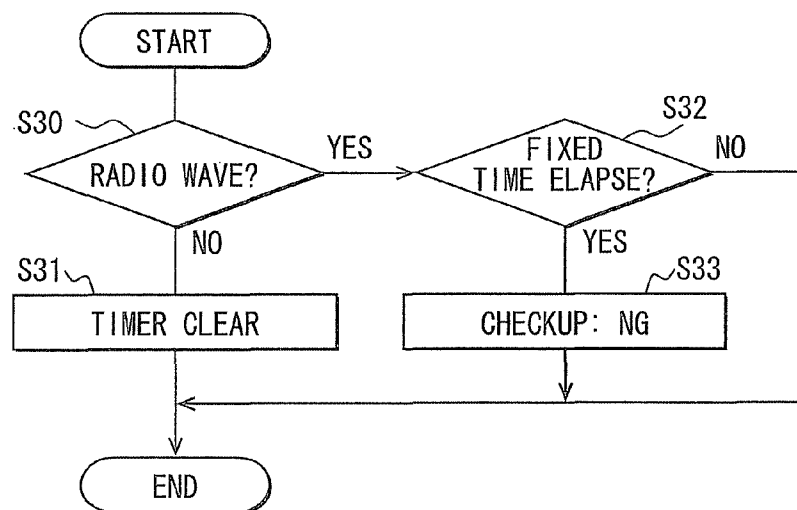 START
S30
RADIO WAVE?
YES
S32
FIXED
TIME ELAPSE?
NO
NO
YES
S31
TIMER CLEAR
S33
CHECKUP: NG
END